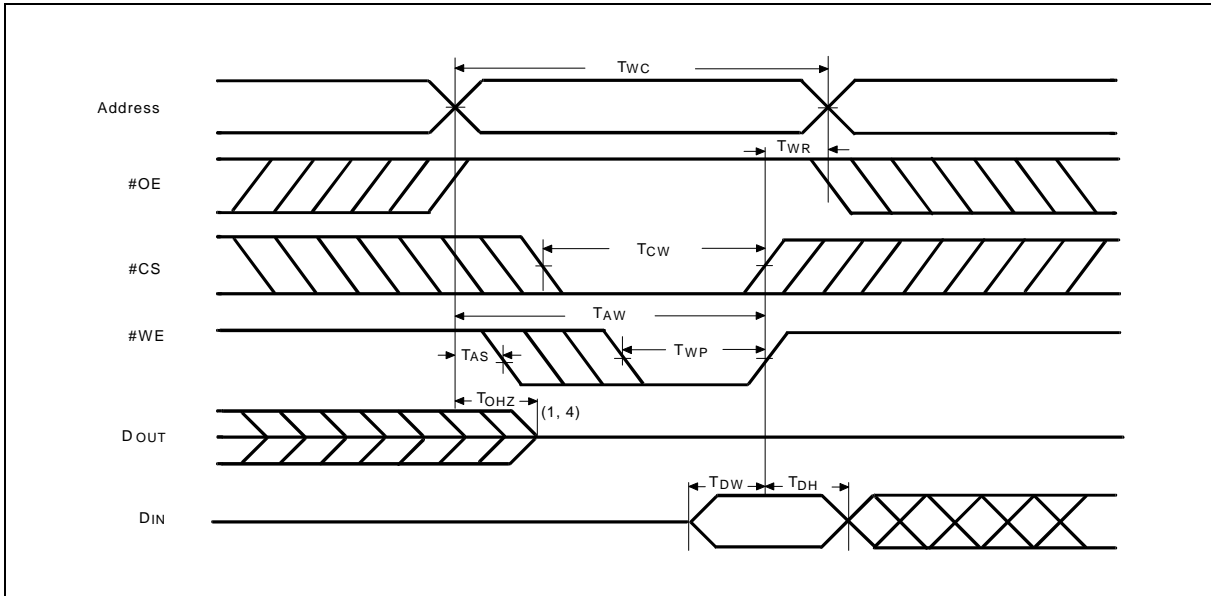 TWC
Address
TWR
#OE
TCW
#CS
TAW
#WE
TAS
TWP
TOHZ
(1, 4)
DOUT
TDW
TDH
DIN